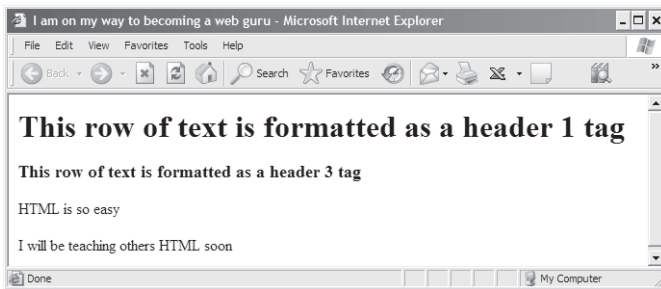 I am on my way to becoming a web guru - Microsoft Internet Explorer
File Edit View Favorites Tools Help
Back Search Favorites »
This row of text is formatted as a header 1 tag
This row of text is formatted as a header 3 tag
HTML is so easy
I will be teaching others HTML soon
Done My Computer